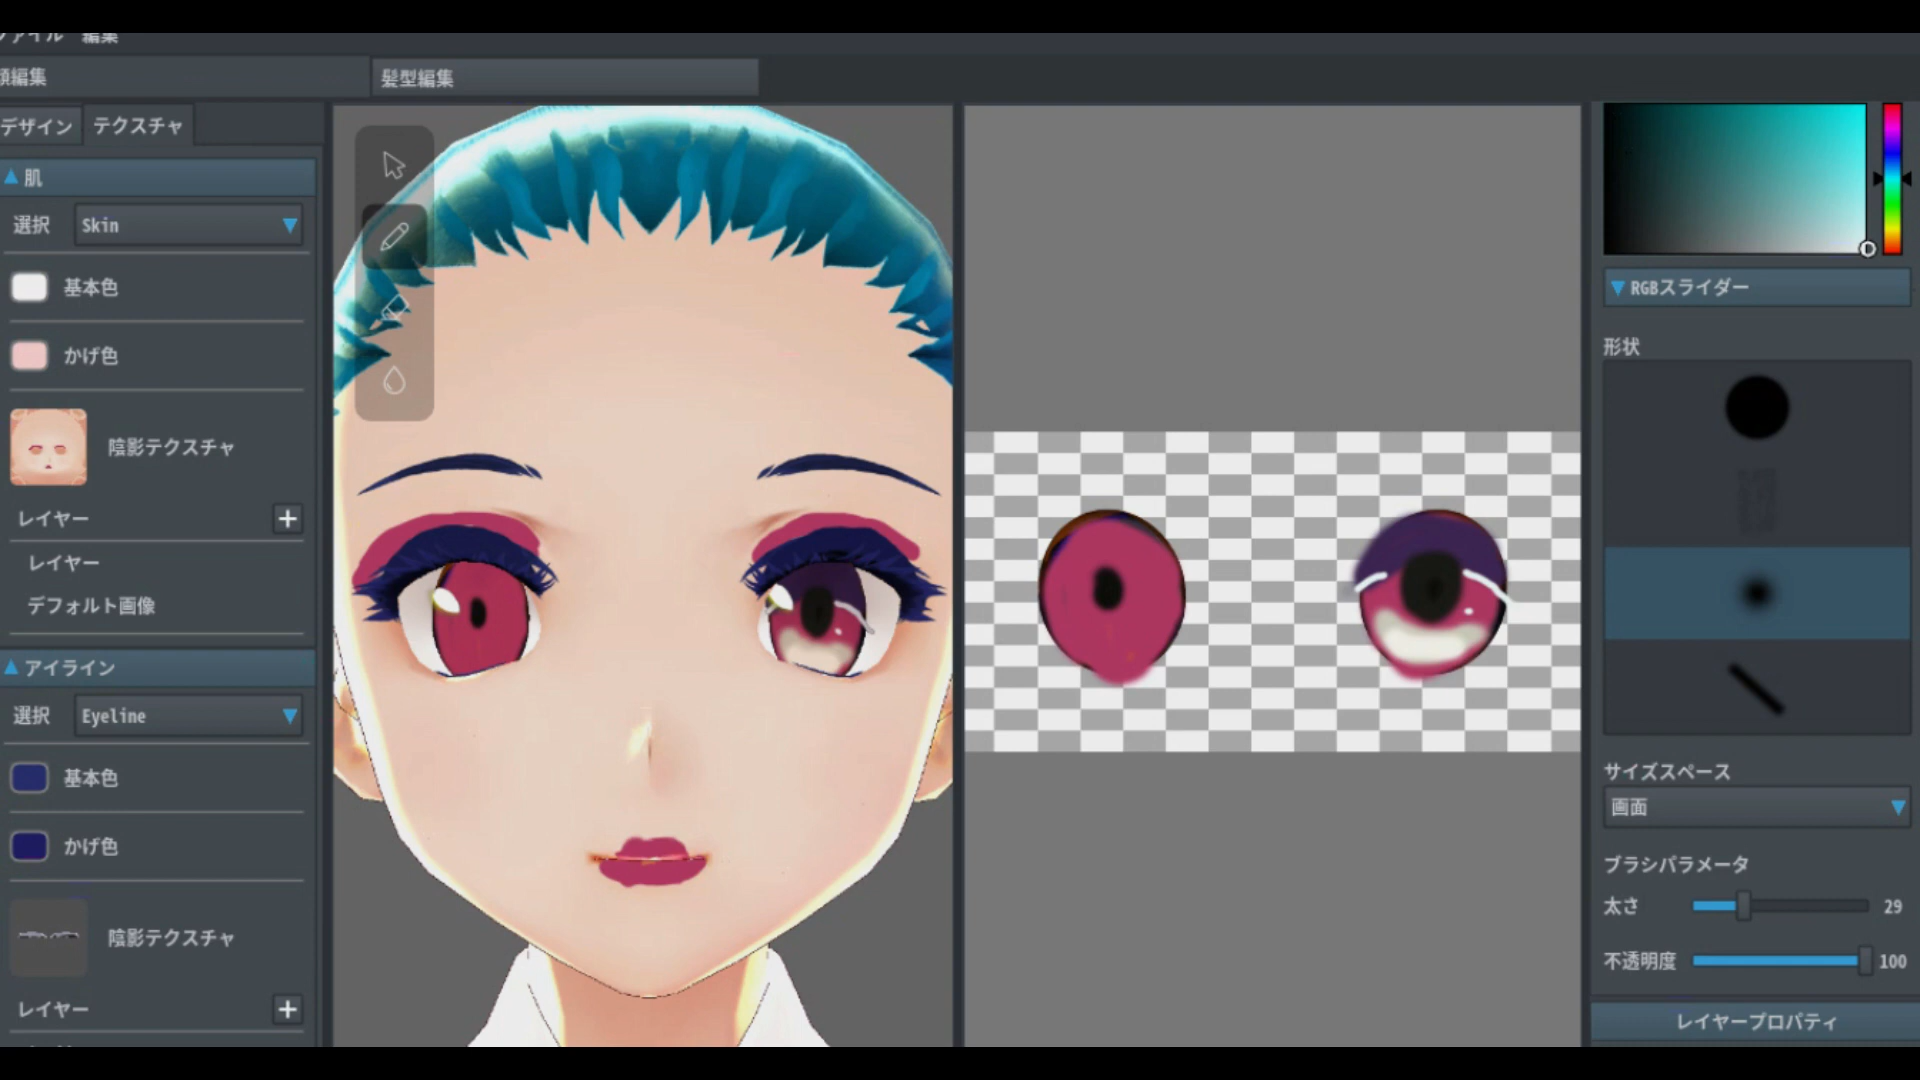 ファイル 編集
顔編集
髪型編集
デザイン
テクスチャ
肌
選択 Skin
基本色
かげ色
陰影テクスチャ
レイヤー +
レイヤー
デフォルト画像
アイライン
選択 Eyeline
基本色
かげ色
陰影テクスチャ
レイヤー +
RGBスライダー
形状
サイズスペース
画面
ブラシパラメータ
太さ 29
不透明度 100
レイヤープロパティ